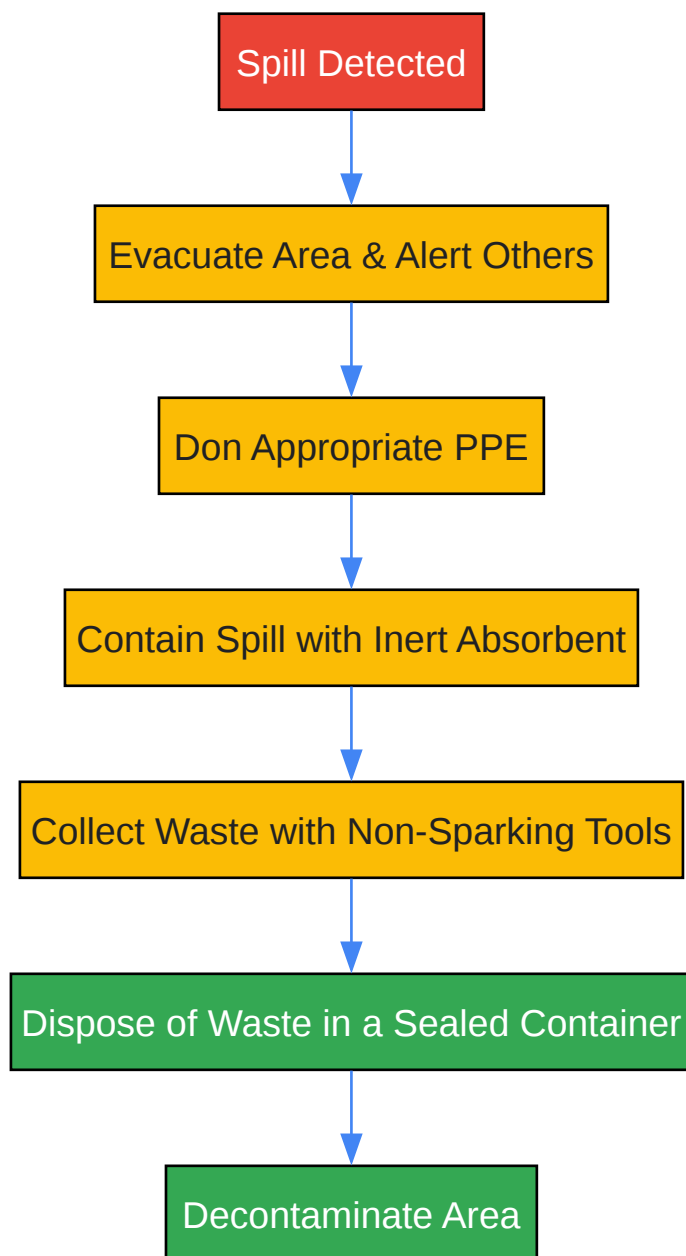 Spill Detected
Evacuate Area & Alert Others
Don Appropriate PPE
Contain Spill with Inert Absorbent
Collect Waste with Non-Sparking Tools
Dispose of Waste in a Sealed Container
Decontaminate Area